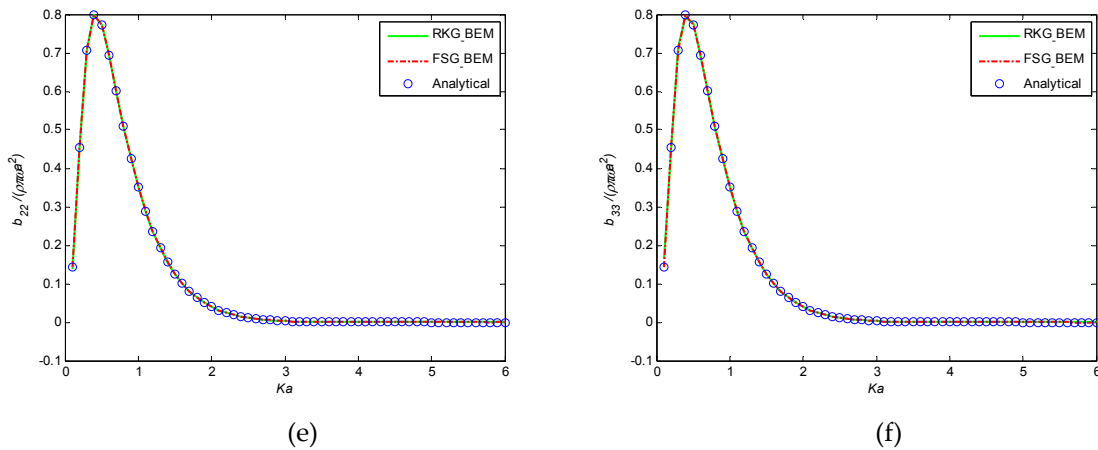 0.8
0.7
0.6
0.5
0.4
0.3
0.2
0.1
0
-0.1
b 22 /(ρπωa²)
0 1 2 3 4 5 6
Ka
RKG_BEM
FSG_BEM
Analytical
(e)
0.8
0.7
0.6
0.5
0.4
0.3
0.2
0.1
0
-0.1
b 33 /(ρπωa²)
0 1 2 3 4 5 6
Ka
RKG_BEM
FSG_BEM
Analytical
(f)